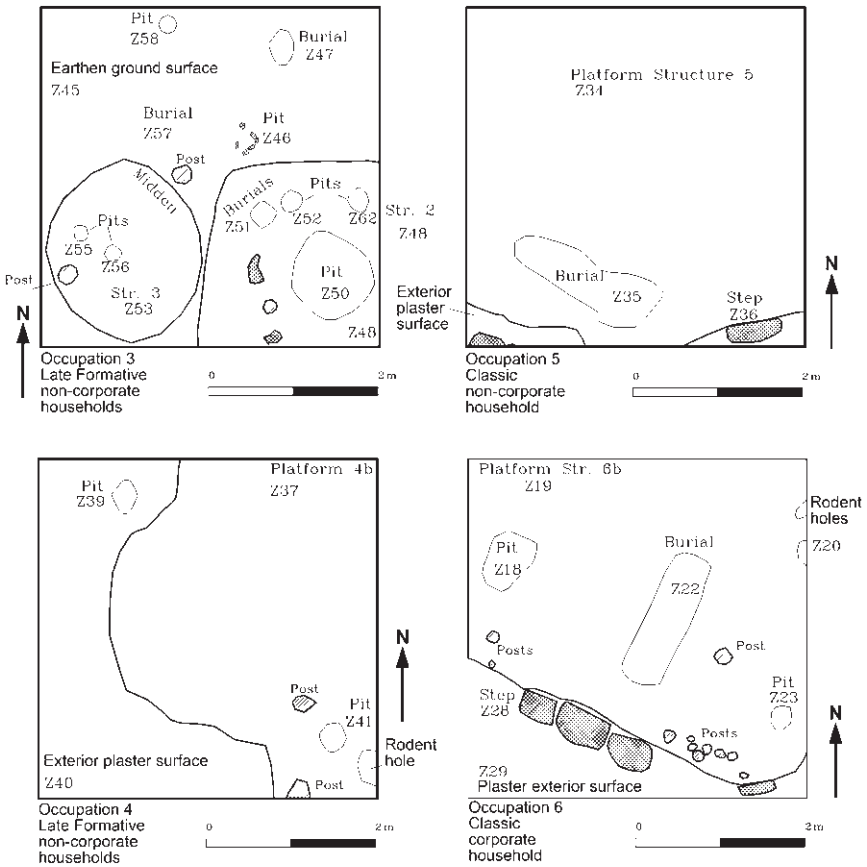 Pit
Z58
Burial
Z47
Earthen ground surface
Z45
Burial
Z57
Pit
Z46
Post
Midden
Burials
Z51
Pits
Z52
Z62
Str. 2
Z48
Pits
Z55
Z56
Post
Str. 3
Z53
Pit
Z50
Z48
N
Occupation 3
Late Formative
non-corporate
households
0
2m
Platform Structure 5
Z34
Burial
Z35
Exterior
plaster
surface
Step
Z36
N
Occupation 5
Classic
non-corporate
household
0
2m
Platform 4b
Z37
Pit
Z39
N
Post
Pit
Z41
Rodent
hole
Exterior plaster surface
Z40
Post
Occupation 4
Late Formative
non-corporate
households
0
2m
Platform Str. 6b
Z19
Rodent
holes
Z20
Pit
Z18
Burial
Z22
Posts
Post
Step
Z28
Pit
Z23
Posts
N
Z29
Plaster exterior surface
Occupation 6
Classic
corporate
household
0
2m